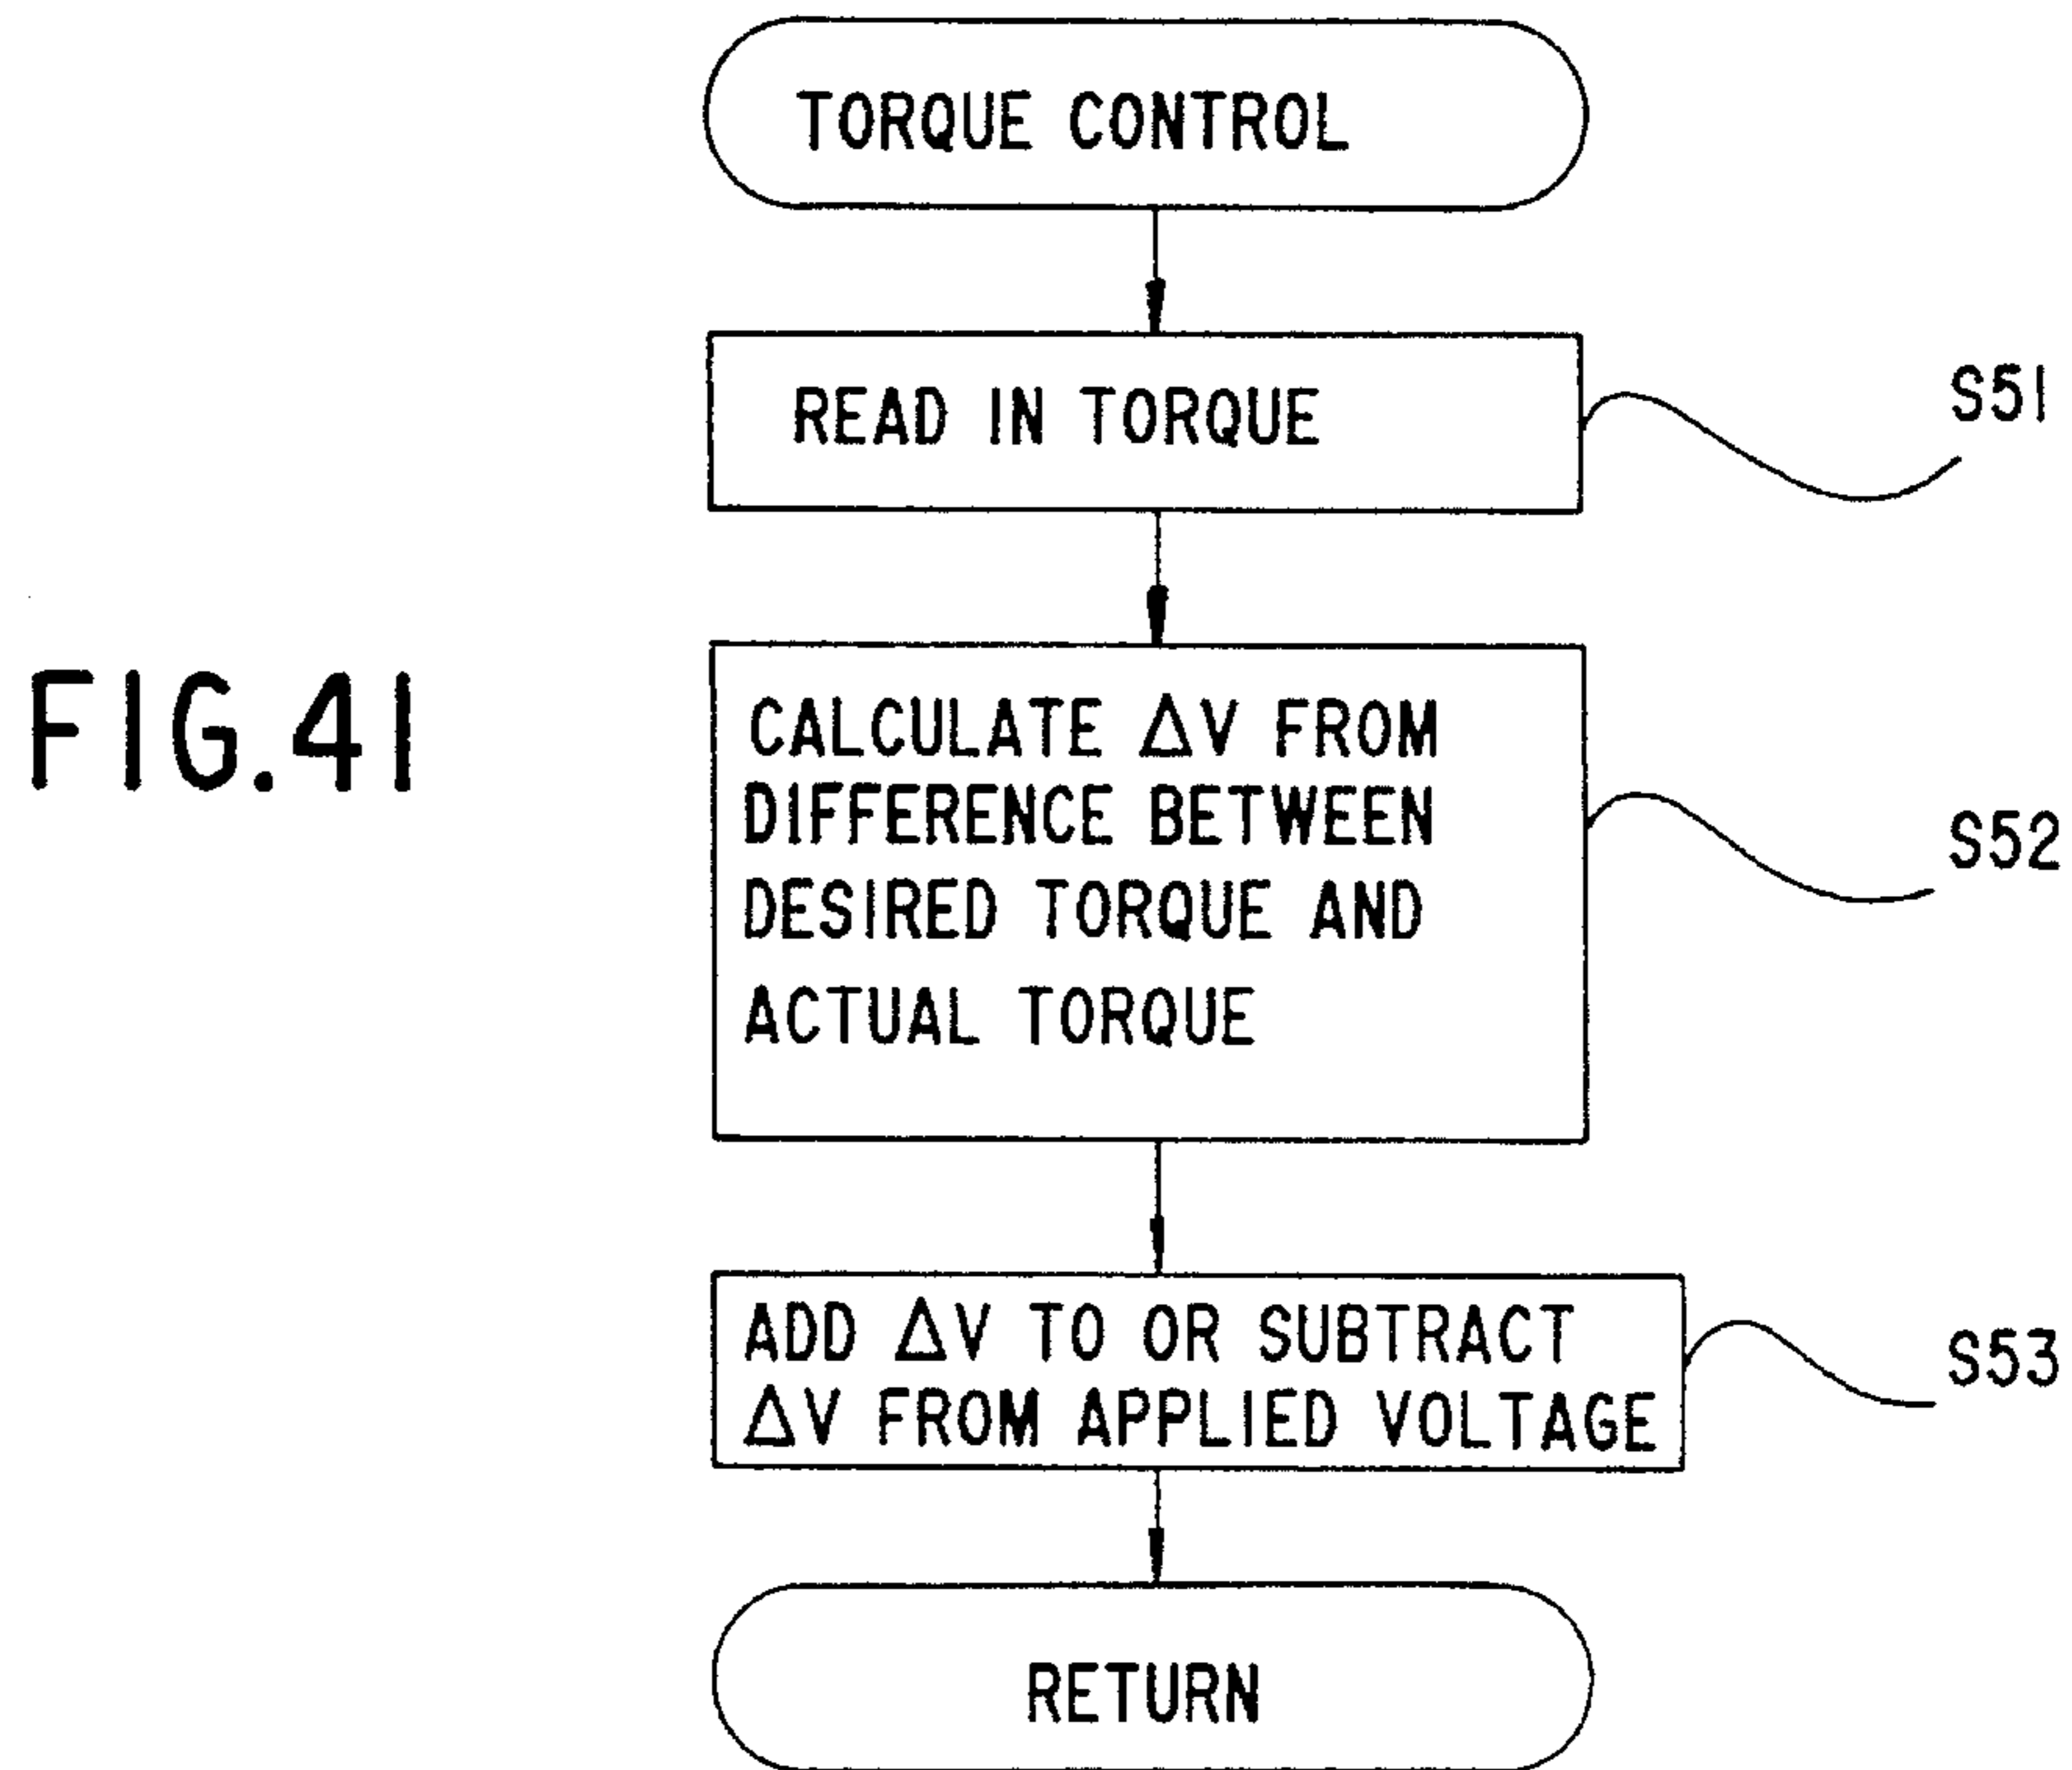 TORQUE CONTROL
READ IN TORQUE
S51
FIG.41
CALCULATE ΔV FROM
DIFFERENCE BETWEEN
DESIRED TORQUE AND
ACTUAL TORQUE
S52
ADD ΔV TO OR SUBTRACT
ΔV FROM APPLIED VOLTAGE
S53
RETURN